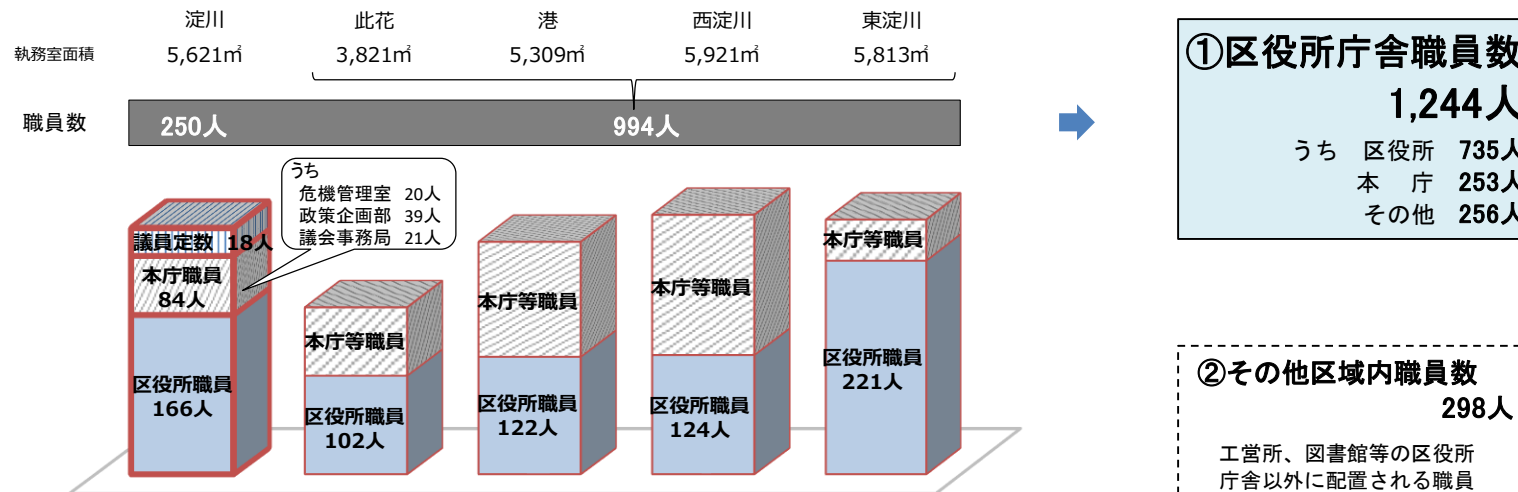 淀川 此花 港 西淀川 東淀川
執務室面積 5,621㎡ 3,821㎡ 5,309㎡ 5,921㎡ 5,813㎡
職員数 250人 994人
うち
危機管理室 20人
政策企画部 39人
議会事務局 21人
議員定数 18人
本庁職員
84人
区役所職員
166人
本庁等職員
区役所職員
102人
本庁等職員
区役所職員
122人
本庁等職員
区役所職員
124人
本庁等職員
区役所職員
221人
①区役所庁舎職員数
1,244人
うち 区役所 735人
本 庁 253人
その他 256人
②その他区域内職員数
298人
工営所、図書館等の区役所
庁舎以外に配置される職員